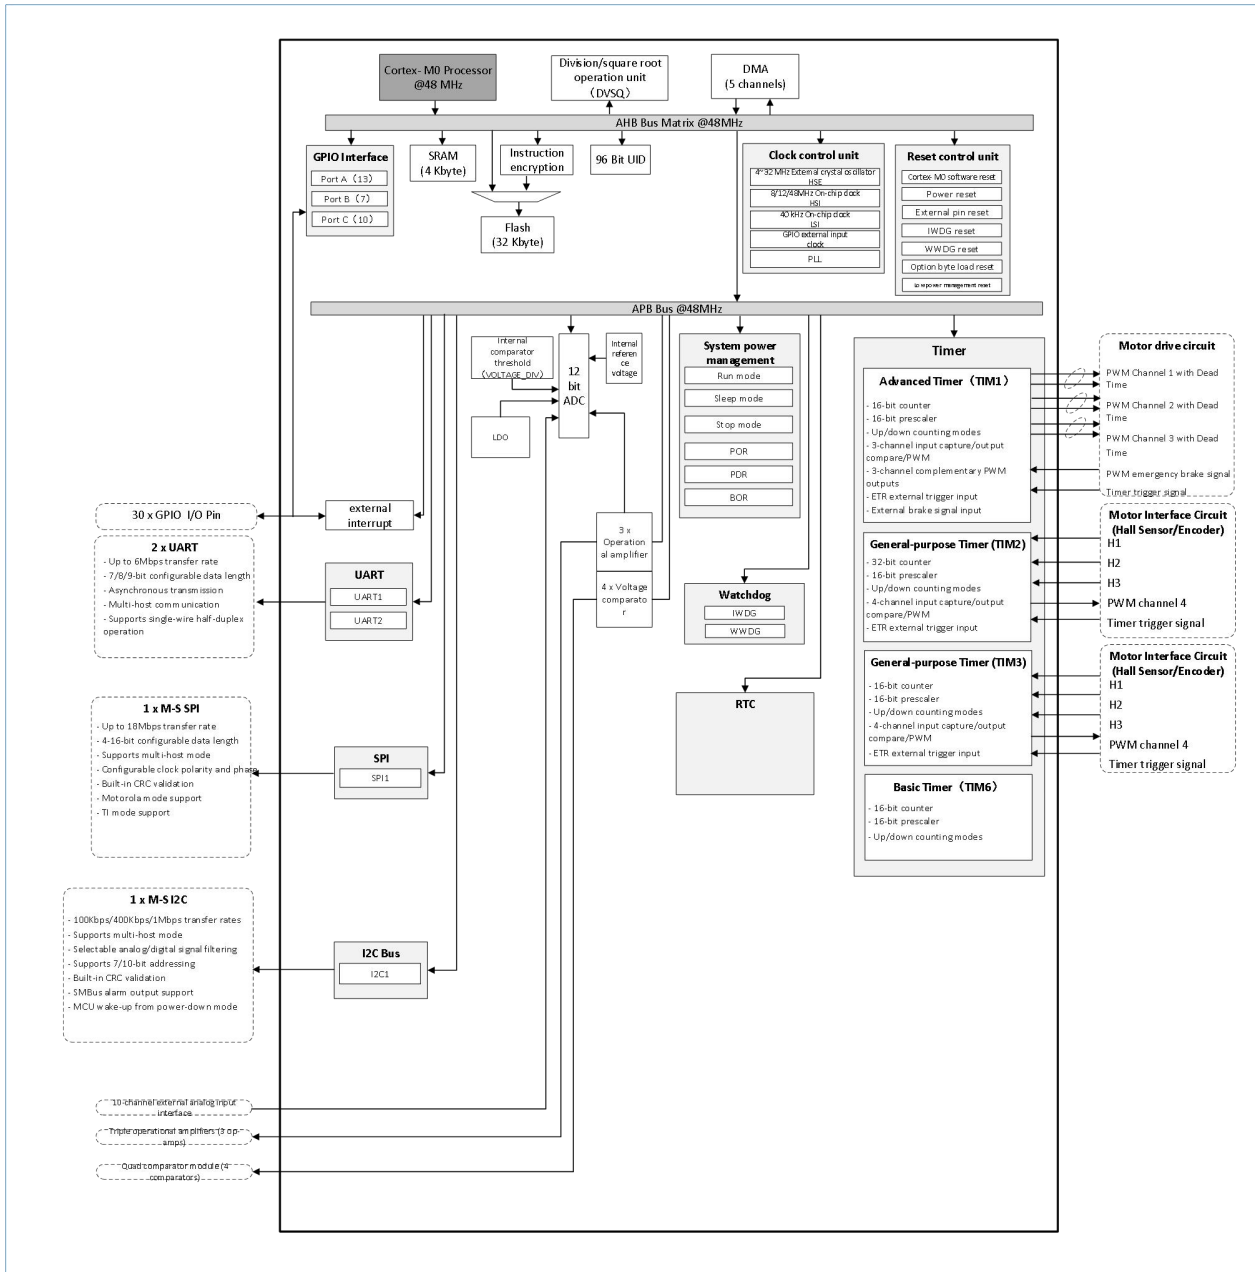 Cortex- M0 Processor
@48 MHz
Division/square root
operation unit
（DVSQ）
DMA
(5 channels)
AHB Bus Matrix @48MHz
GPIO Interface
Port A（13）
Port B（7）
Port C（10）
SRAM
(4 Kbyte)
Instruction
encryption
96 Bit UID
Flash
(32 Kbyte)
Clock control unit
4~32 MHz External crystal oscillator
HSE
8/12/48MHz On-chip clock
HSI
40 kHz On-chip clock
LSI
GPIO external input
clock
PLL
Reset control unit
Cortex- M0 software reset
Power reset
External pin reset
IWDG reset
WWDG reset
Option byte load reset
Low power management reset
APB Bus @48MHz
Internal
comparator
threshold
（VOLTAGE_DIV）
12
bit
ADC
Internal
refere
nce
voltage
LDO
System power
management
Run mode
Sleep mode
Stop mode
POR
PDR
BOR
Timer
Advanced Timer（TIM1）
- 16-bit counter
- 16-bit prescaler
- Up/down counting modes
- 3-channel input capture/output
compare/PWM
- 3-channel complementary PWM
outputs
- ETR external trigger input
- External brake signal input
Motor drive circuit
PWM Channel 1 with Dead
Time
PWM Channel 2 with Dead
Time
PWM Channel 3 with Dead
Time
PWM emergency brake signal
Timer trigger signal
30 x GPIO I/O Pin
external
interrupt
3 x
Operation
al amplifier
4 x Voltage
comparato
r
General-purpose Timer (TIM2)
- 32-bit counter
- 16-bit prescaler
- Up/down counting modes
- 4-channel input capture/output
compare/PWM
- ETR external trigger input
Motor Interface Circuit
(Hall Sensor/Encoder)
H1
H2
H3
PWM channel 4
Timer trigger signal
2 x UART
- Up to 6Mbps transfer rate
- 7/8/9-bit configurable data length
- Asynchronous transmission
- Multi-host communication
- Supports single-wire half-duplex
operation
UART
UART1
UART2
Watchdog
IWDG
WWDG
General-purpose Timer (TIM3)
- 16-bit counter
- 16-bit prescaler
- Up/down counting modes
- 4-channel input capture/output
compare/PWM
- ETR external trigger input
Motor Interface Circuit
(Hall Sensor/Encoder)
H1
H2
H3
PWM channel 4
Timer trigger signal
1 x M-S SPI
- Up to 18Mbps transfer rate
- 4-16-bit configurable data length
- Supports multi-host mode
- Configurable clock polarity and phase
- Built-in CRC validation
- Motorola mode support
- TI mode support
SPI
SPI1
RTC
Basic Timer（TIM6）
- 16-bit counter
- 16-bit prescaler
- Up/down counting modes
1 x M-S I2C
- 100Kbps/400Kbps/1Mbps transfer rates
- Supports multi-host mode
- Selectable analog/digital signal filtering
- Supports 7/10-bit addressing
- Built-in CRC validation
- SMBus alarm output support
- MCU wake-up from power-down mode
I2C Bus
I2C1
10-channel external analog input
interface
Triple operational amplifiers (3 op-
amps)
Quad comparator module (4
comparators)